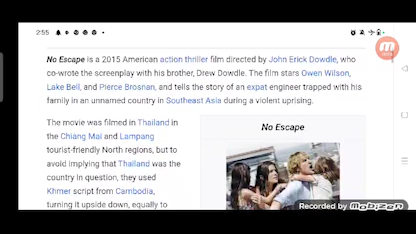 2:55
No Escape is a 2015 American action thriller film directed by John Erick Dowdle, who
co-wrote the screenplay with his brother, Drew Dowdle. The film stars Owen Wilson,
Lake Bell, and Pierce Brosnan, and tells the story of an expat engineer trapped with his
family in an unnamed country in Southeast Asia during a violent uprising.
The movie was filmed in Thailand in
the Chiang Mai and Lampang
tourist-friendly North regions, but to
avoid implying that Thailand was the
country in question, they used
Khmer script from Cambodia,
turning it upside down, equally to
No Escape
Recorded by Mobizen